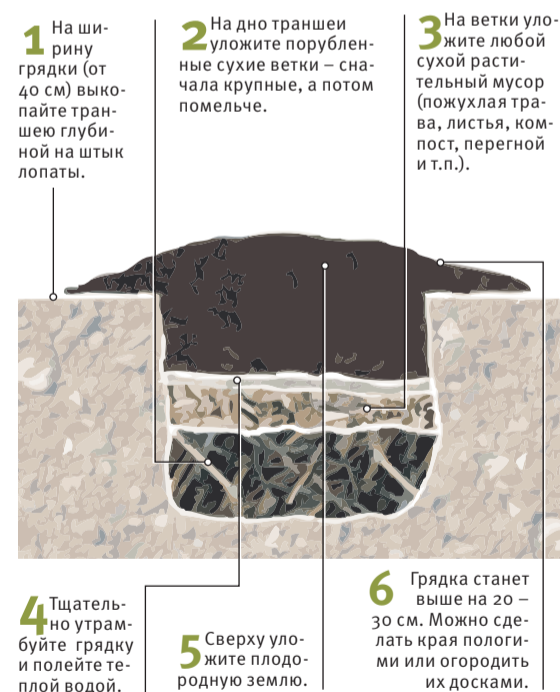 1 На ши-
рину
грядки (от
40 см) выко-
пайте тран-
шею глуби-
ной на штык
лопаты.
2 На дно траншеи
уложите порублен-
ные сухие ветки – сна-
чала крупные, а потом
помельче.
3 На ветки уло-
жите любой
сухой расти-
тельный мусор
(пожухлая тра-
ва, листья, ком-
пост, перегной
и т.п.).
4 Тщатель-
но утрам-
буйте грядку
и полейте те-
плой водой.
5 Сверху уло-
жите плодо-
родную землю.
6 Грядка станет
выше на 20 –
30 см. Можно сде-
лать края пологи-
ми или огородить
их досками.